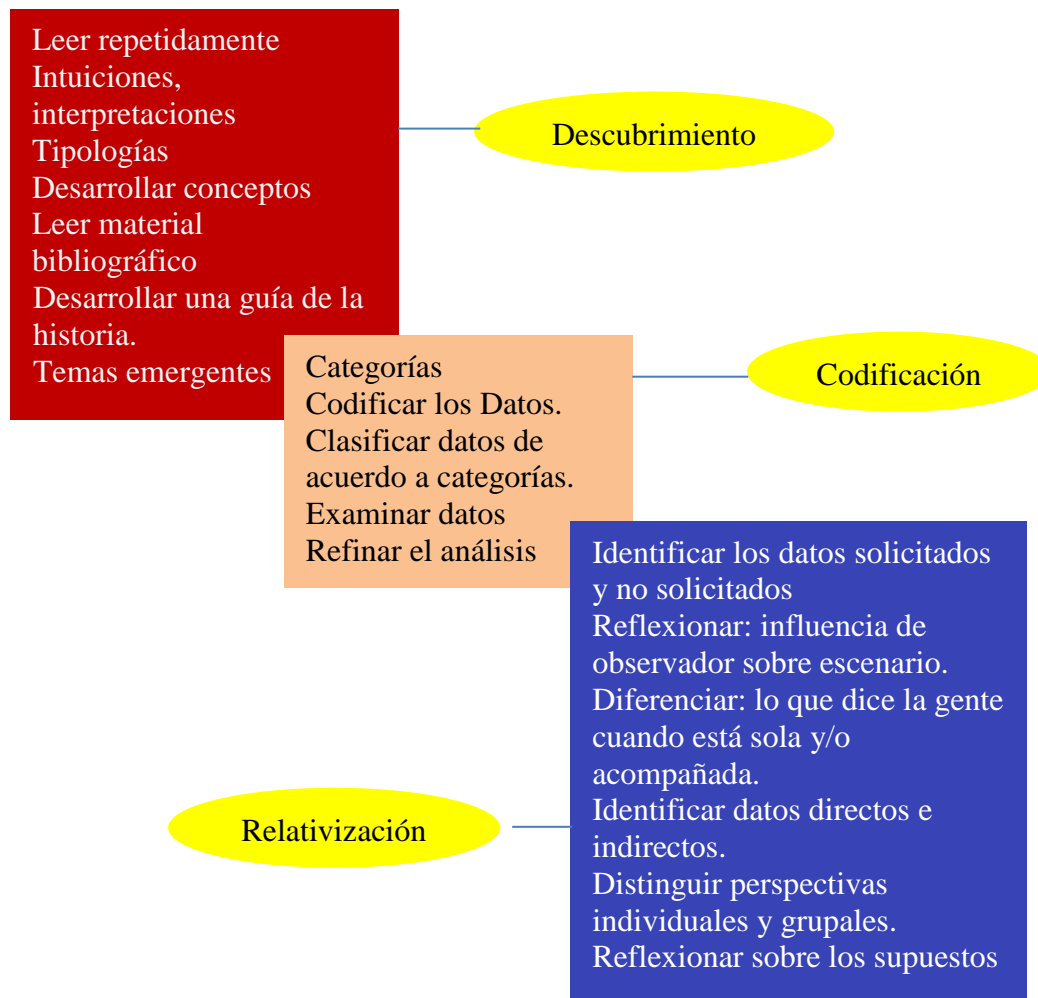 Leer repetidamente
Intuiciones,
interpretaciones
Tipologías
Desarrollar conceptos
Leer material
bibliográfico
Desarrollar una guía de la
historia.
Temas emergentes
Descubrimiento
Categorías
Codificar los Datos.
Clasificar datos de
acuerdo a categorías.
Examinar datos
Refinar el análisis
Codificación
Identificar los datos solicitados
y no solicitados
Reflexionar: influencia de
observador sobre escenario.
Diferenciar: lo que dice la gente
cuando está sola y/o
acompañada.
Identificar datos directos e
indirectos.
Distinguir perspectivas
individuales y grupales.
Reflexionar sobre los supuestos
Relativización